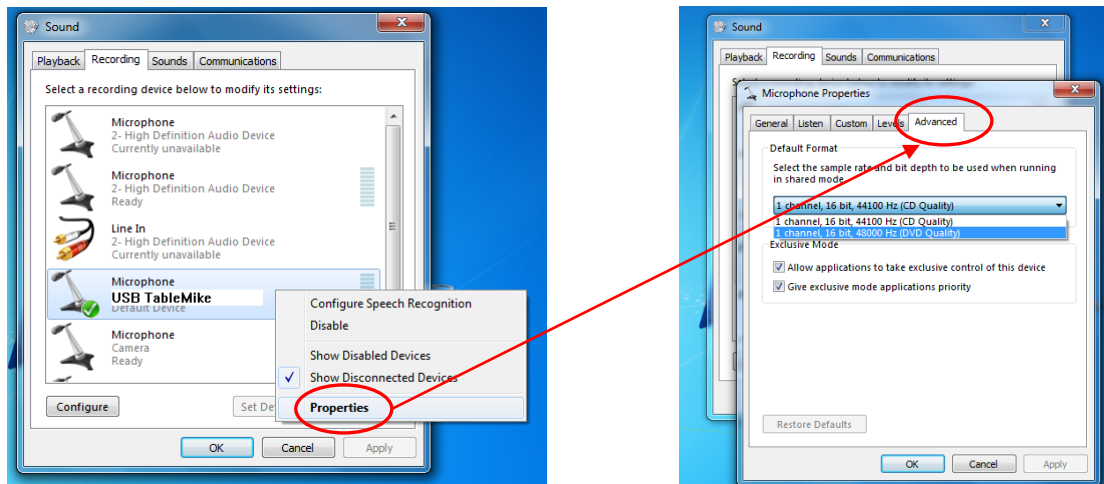 Sound
Playback Recording Sounds Communications
Select a recording device below to modify its settings:
Microphone
2- High Definition Audio Device
Currently unavailable
Microphone
2- High Definition Audio Device
Ready
Line In
2- High Definition Audio Device
Currently unavailable
Microphone
USB TableMike
Default Device
Microphone
Camera
Ready
Configure Speech Recognition
Disable
Show Disabled Devices
Show Disconnected Devices
Properties
Configure
Set De
OK Cancel Apply
Sound
Playback Recording Sounds Communications
Microphone Properties
General Listen Custom Levels Advanced
Default Format
Select the sample rate and bit depth to be used when running
in shared mode
1 channel, 16 bit, 44100 Hz (CD Quality)
1 channel, 16 bit, 44100 Hz (CD Quality)
1 channel, 16 bit, 48000 Hz (DVD Quality)
Exclusive Mode
Allow applications to take exclusive control of this device
Give exclusive mode applications priority
Restore Defaults
OK Cancel Apply